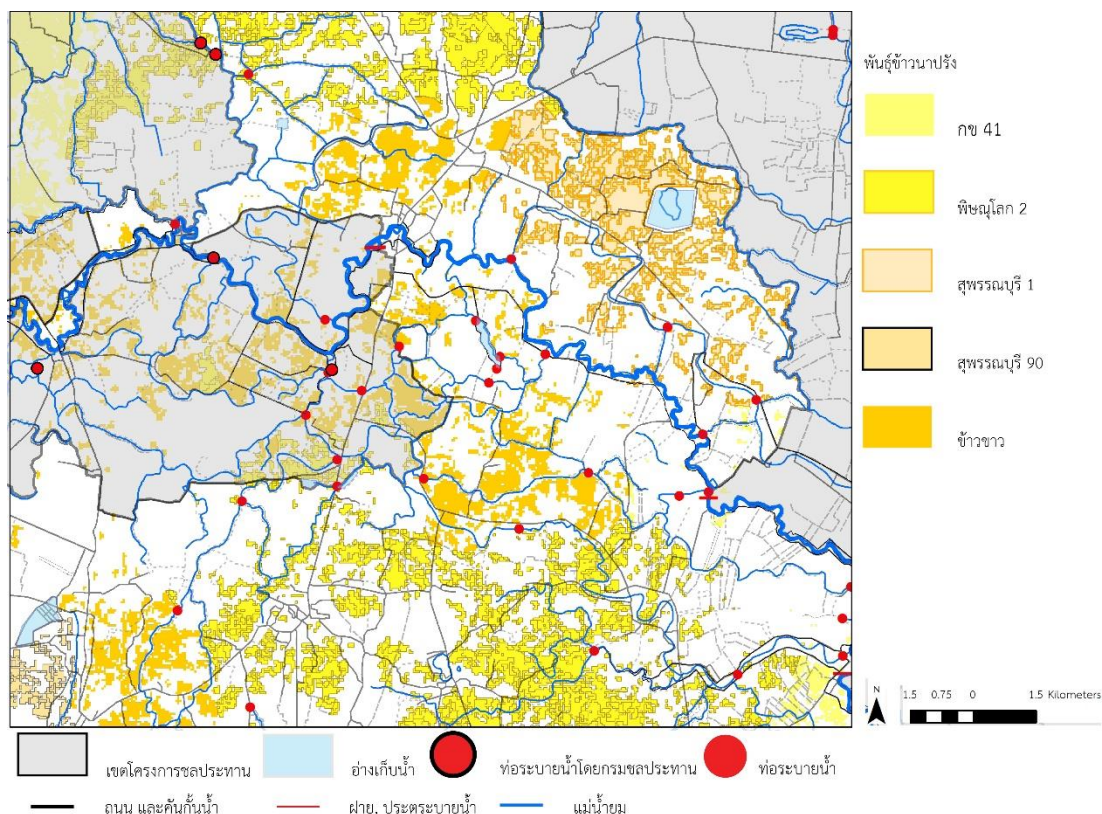 พันธุ์ข้าวนาปรัง
กข 41
พิษณุโลก 2
สุพรรณบุรี 1
สุพรรณบุรี 90
ข้าวขาว
N
1.5 0.75 0 1.5 Kilometers
เขตโครงการชลประทาน อ่างเก็บน้ำ ท่อระบายน้ำโดยกรมชลประทาน ท่อระบายน้ำ
ถนน และคันกั้นน้ำ ฝาย, ประตูระบายน้ำ แม่น้ำยม